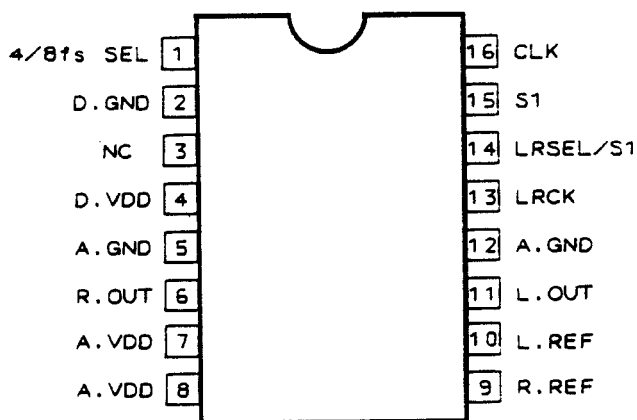 4/8fs SEL 1 16 CLK
D.GND 2 15 S1
NC 3 14 LRSEL/S1
D.VDD 4 13 LRCK
A.GND 5 12 A.GND
R.OUT 6 11 L.OUT
A.VDD 7 10 L.REF
A.VDD 8 9 R.REF